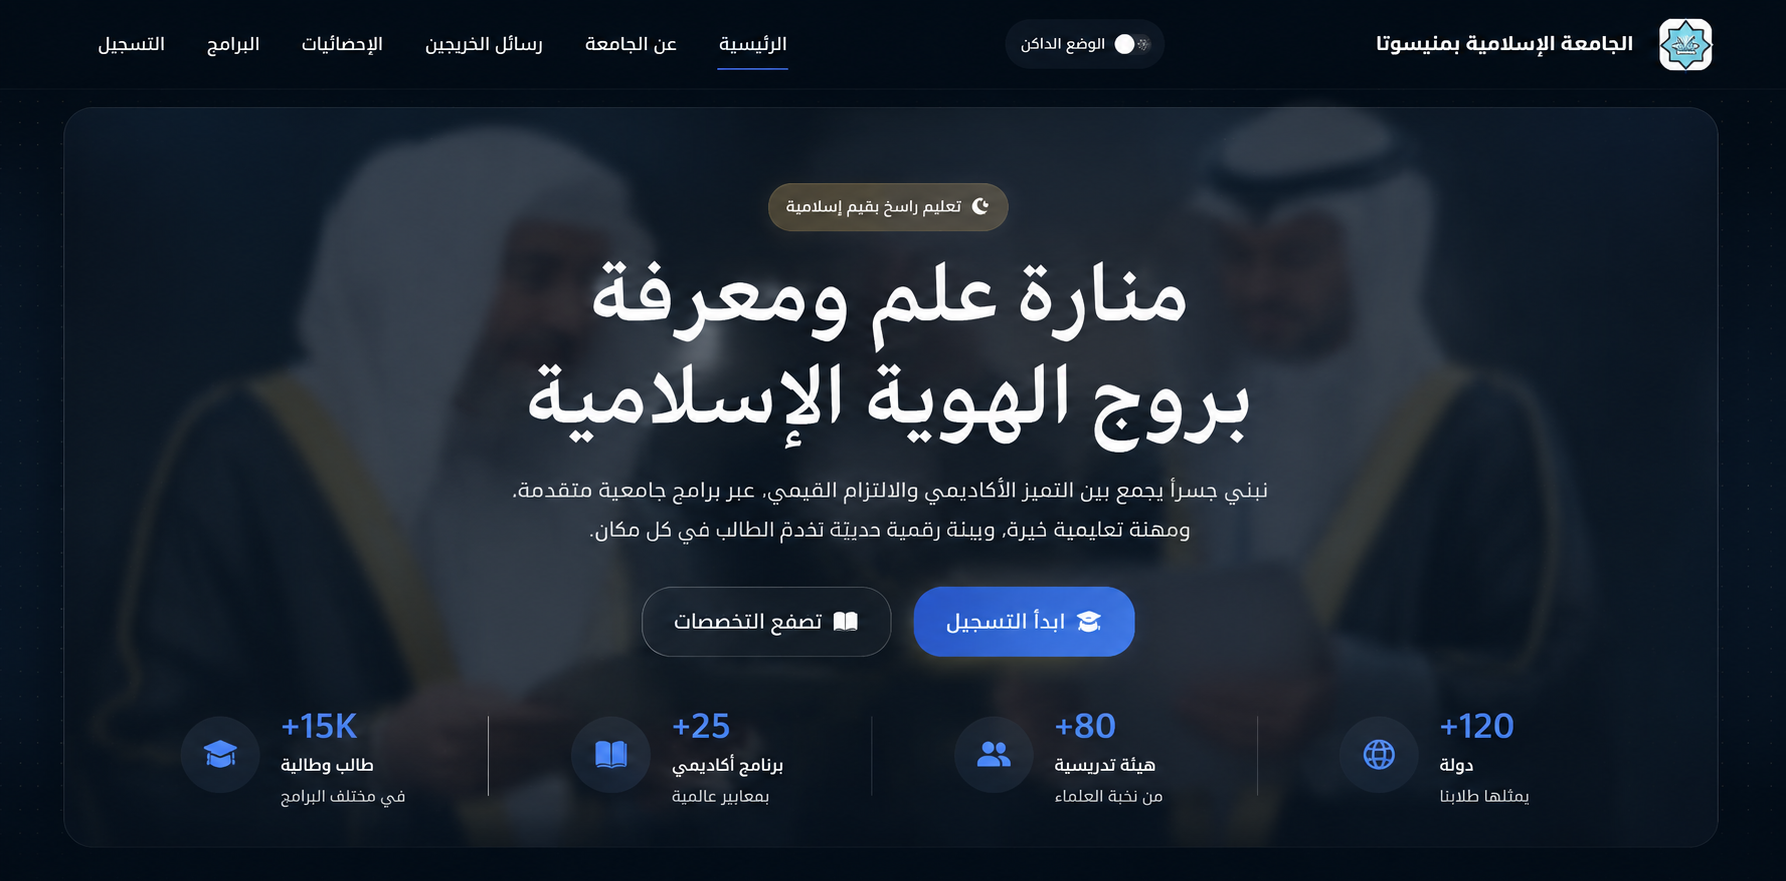 الجامعة الإسلامية بمنيسوتا
الوضع الداكن
الرئيسية
عن الجامعة
رسائل الخريجين
الإحصائيات
البرامج
التسجيل
تعليم راسخ بقيم إسلامية
منارة علم ومعرفة
بروج الهوية الإسلامية
نبني جسراً يجمع بين التميز الأكاديمي والالتزام القيمي، عبر برامج جامعية متقدمة،
ومهنة تعليمية خيرة، وبينة رقمية حديثة تخدم الطالب في كل مكان.
ابدأ التسجيل
تصفع التخصصات
+120
دولة
يمثلها طلابنا
+80
هيئة تدريسية
من نخبة العلماء
+25
برنامج أكاديمي
بمعايير عالمية
+15K
طالب وطالبة
في مختلف البرامج